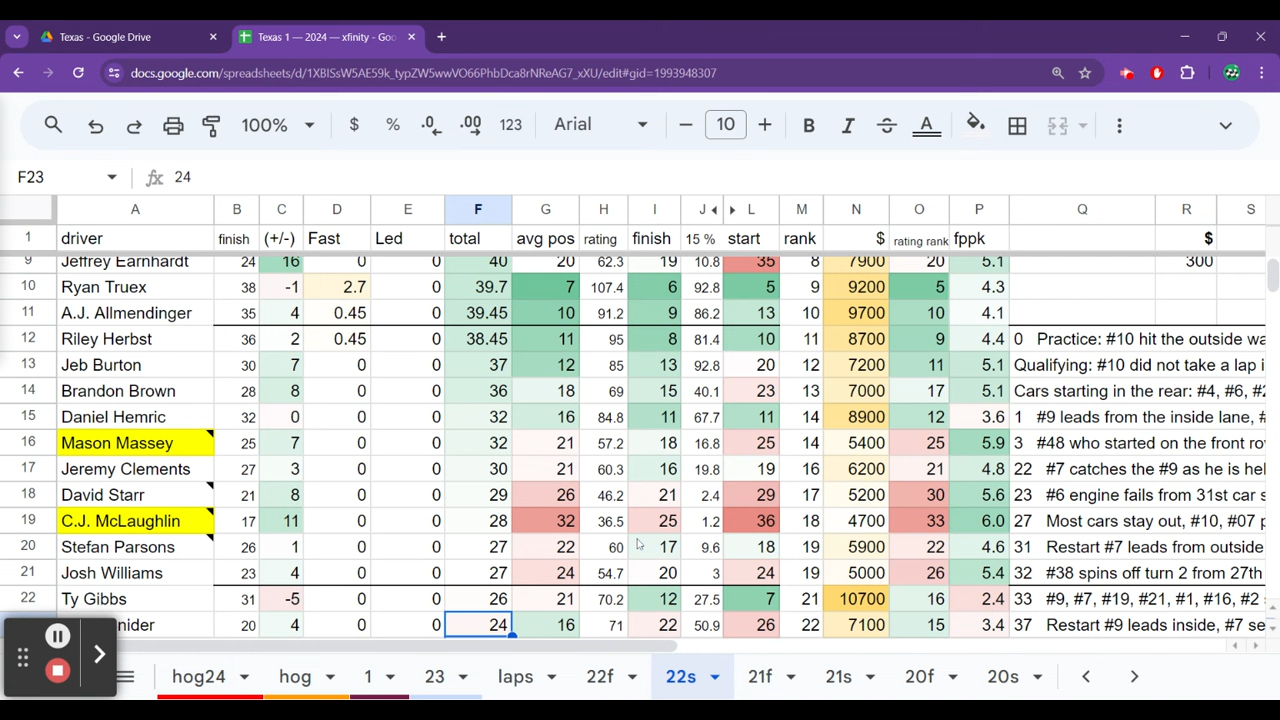 Texas - Google Drive
Texas 1 — 2024 — xfinity - Goo
docs.google.com/spreadsheets/d/1XBISsW5AE59k_typZW5wwVO66PhbDca8rNReAG7_xXU/edit#gid=1993948307
100% $ % .0 .00 123 Arial 10 B I S A
F23 fx 24
A B C D E F G H I J L M N O P Q R S
1 driver finish (+/-) Fast Led total avg pos rating finish 15 % start rank $ rating rank fppk $
9 Jeffrey Earnhardt 24 16 0 0 40 20 62.3 19 10.8 35 8 7900 20 5.1 300
10 Ryan Truex 38 -1 2.7 0 39.7 7 107.4 6 92.8 5 9 9200 5 4.3
11 A.J. Allmendinger 35 4 0.45 0 39.45 10 91.2 9 86.2 13 10 9700 10 4.1
12 Riley Herbst 36 2 0.45 0 38.45 11 95 8 81.4 10 11 8700 9 4.4 0 Practice: #10 hit the outside wa
13 Jeb Burton 30 7 0 0 37 12 85 13 92.8 20 12 7200 11 5.1 Qualifying: #10 did not take a lap i
14 Brandon Brown 28 8 0 0 36 18 69 15 40.1 23 13 7000 17 5.1 Cars starting in the rear: #4, #6, #2
15 Daniel Hemric 32 0 0 0 32 16 84.8 11 67.7 11 14 8900 12 3.6 1 #9 leads from the inside lane, #
16 Mason Massey 25 7 0 0 32 21 57.2 18 16.8 25 14 5400 25 5.9 3 #48 who started on the front ro
17 Jeremy Clements 27 3 0 0 30 21 60.3 16 19.8 19 16 6200 21 4.8 22 #7 catches the #9 as he is hel
18 David Starr 21 8 0 0 29 26 46.2 21 2.4 29 17 5200 30 5.6 23 #6 engine fails from 31st car s
19 C.J. McLaughlin 17 11 0 0 28 32 36.5 25 1.2 36 18 4700 33 6.0 27 Most cars stay out, #10, #07 p
20 Stefan Parsons 26 1 0 0 27 22 60 17 9.6 18 19 5900 22 4.6 31 Restart #7 leads from outside
21 Josh Williams 23 4 0 0 27 24 54.7 20 3 24 19 5000 26 5.4 32 #38 spins off turn 2 from 27th
22 Ty Gibbs 31 -5 0 0 26 21 70.2 12 27.5 7 21 10700 16 2.4 33 #9, #7, #19, #21, #1, #16, #2
nider 20 4 0 0 24 16 71 22 50.9 26 22 7100 15 3.4 37 Restart #9 leads inside, #7 se
hog24 hog 1 23 laps 22f 22s 21f 21s 20f 20s